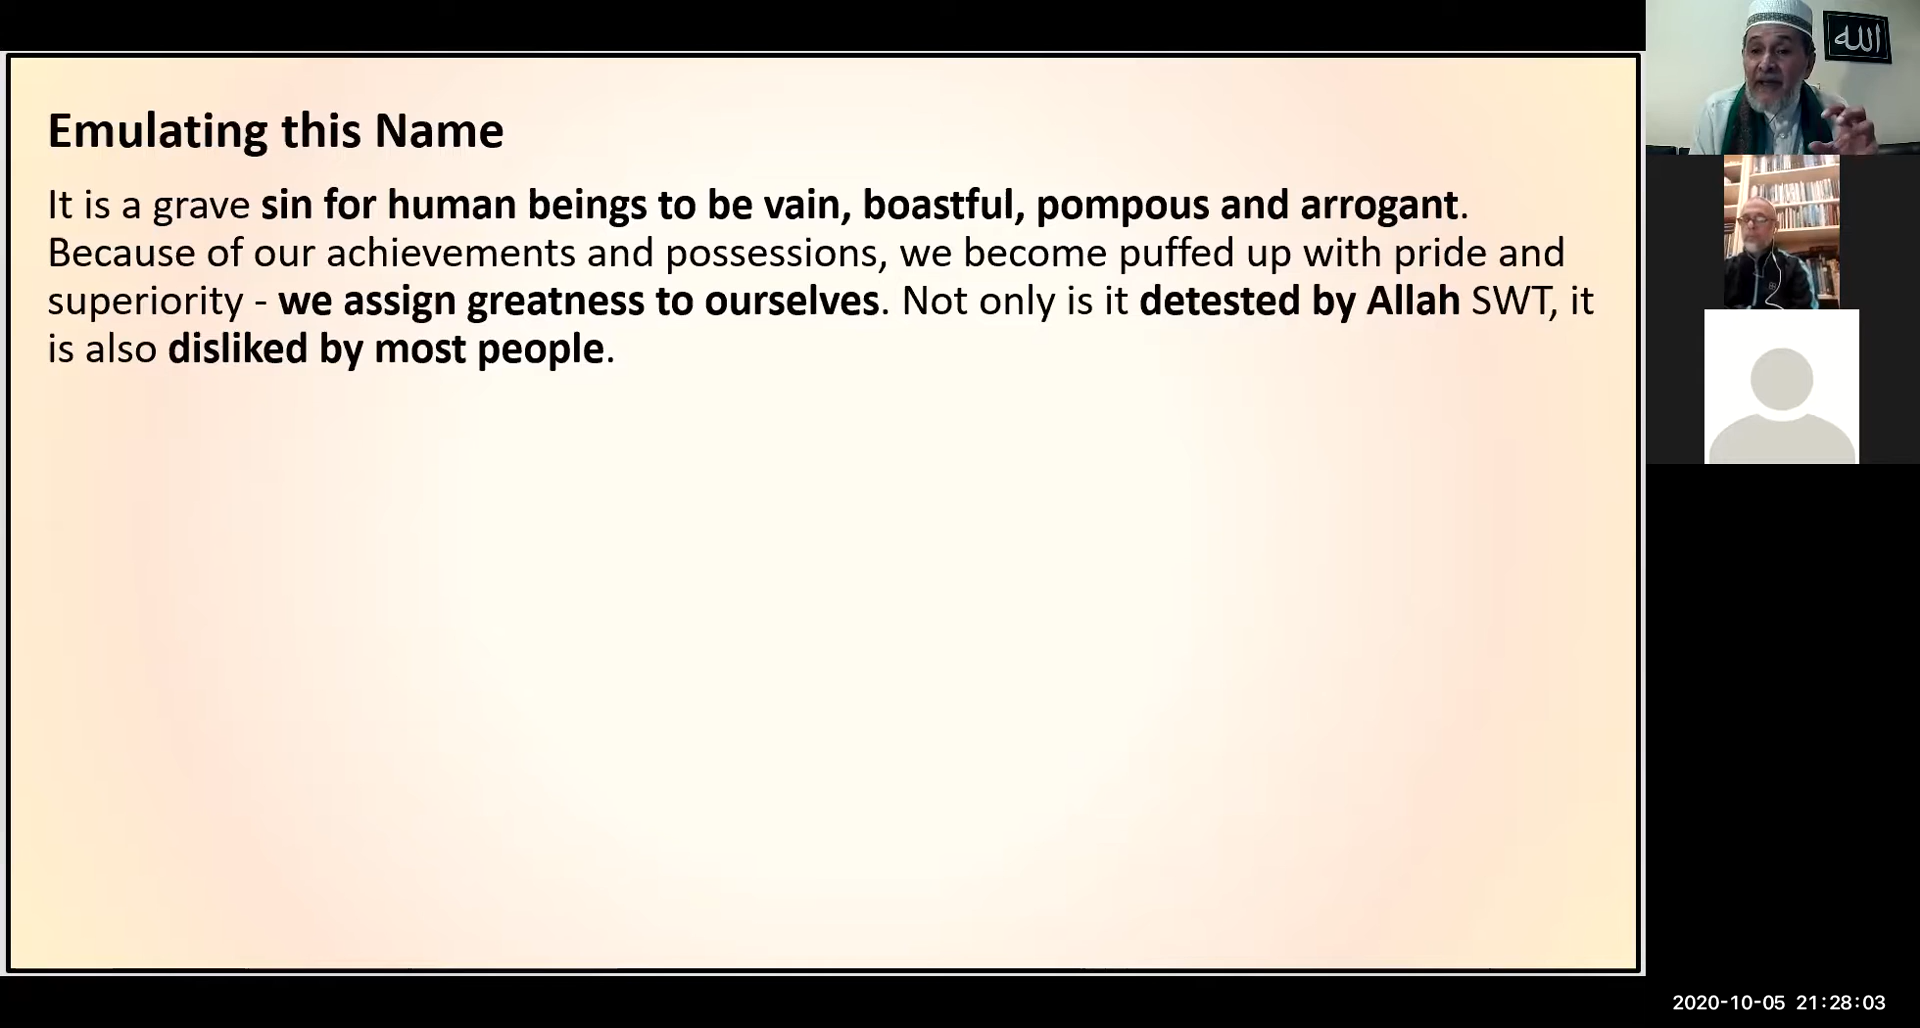 Emulating this Name
It is a grave sin for human beings to be vain, boastful, pompous and arrogant.
Because of our achievements and possessions, we become puffed up with pride and
superiority - we assign greatness to ourselves. Not only is it detested by Allah SWT, it
is also disliked by most people.
الله
2020-10-05 21:28:03